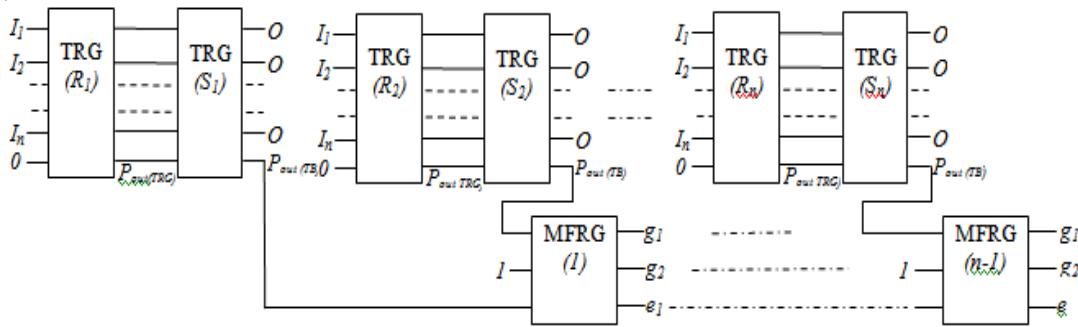 I1 TRG (R1) TRG (S1) O
I2 O
In O
0 Pout(TRG) Pout (TB)
I1 TRG (R2) TRG (S2) O
I2 O
In O
0 Pout TRG) Pout (TB)
I1 TRG (Rn) TRG (Sn) O
I2 O
In O
0 Pout TRG) Pout (TB)
MFRG (1) g1
1 g2
e1
MFRG (n-1) g1
1 g2
e